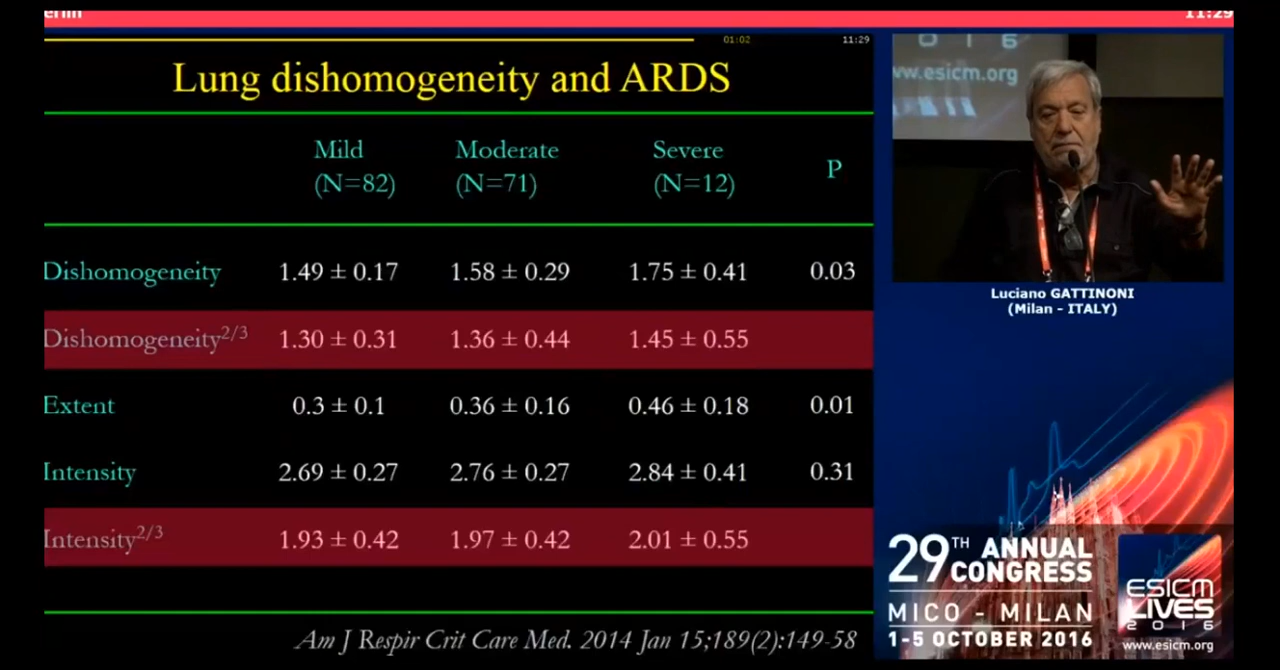 11:29
01:02
11:29
Lung dishomogeneity and ARDS
Mild (N=82)
Moderate (N=71)
Severe (N=12)
P
Dishomogeneity 1.49 ± 0.17 1.58 ± 0.29 1.75 ± 0.41 0.03
Dishomogeneity2/3 1.30 ± 0.31 1.36 ± 0.44 1.45 ± 0.55
Extent 0.3 ± 0.1 0.36 ± 0.16 0.46 ± 0.18 0.01
Intensity 2.69 ± 0.27 2.76 ± 0.27 2.84 ± 0.41 0.31
Intensity2/3 1.93 ± 0.42 1.97 ± 0.42 2.01 ± 0.55
Am J Respir Crit Care Med. 2014 Jan 15;189(2):149-58
016
ww.esicm.org
Luciano GATTINONI
(Milan - ITALY)
29TH ANNUAL
CONGRESS
MICO - MILAN
1-5 OCTOBER 2016
ESICM
LIVES
2016
www.esicm.org